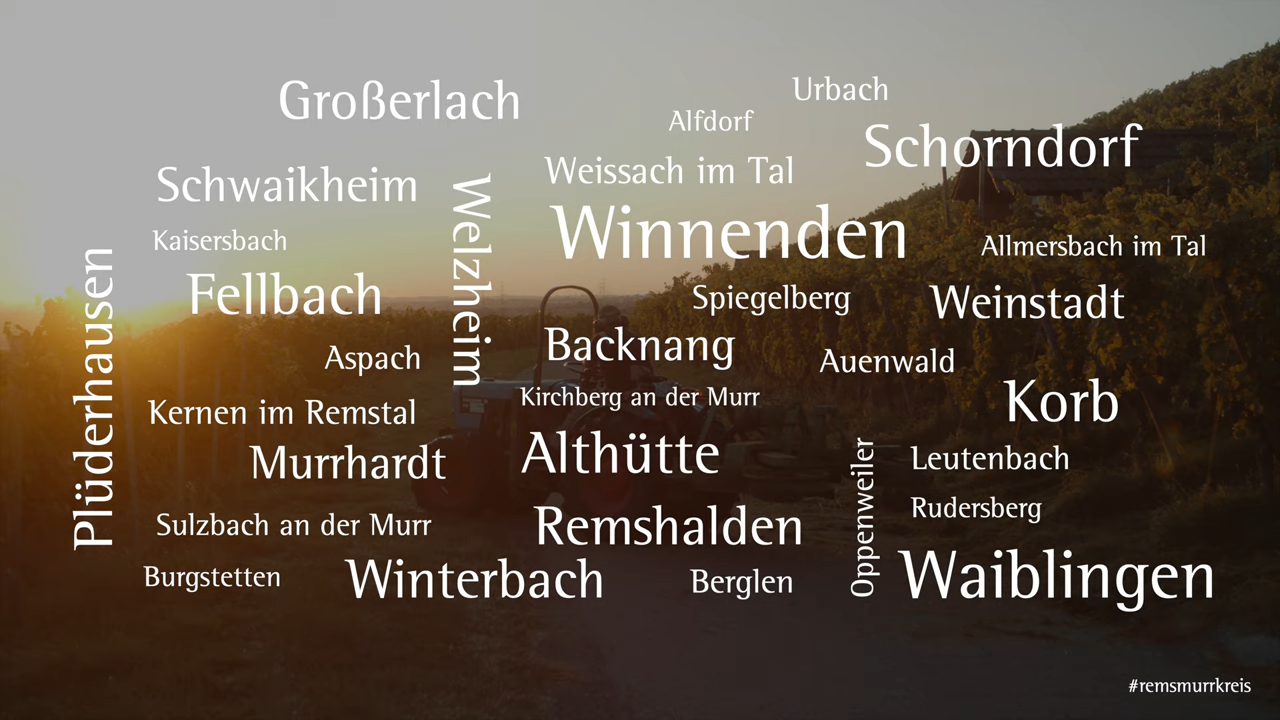 Großerlach
Urbach
Alfdorf
Schorndorf
Schwaikheim
Weissach im Tal
Welzheim
Winnenden
Kaisersbach
Allmersbach im Tal
Plüderhausen
Fellbach
Spiegelberg
Weinstadt
Backnang
Aspach
Auenwald
Kirchberg an der Murr
Korb
Kernen im Remstal
Murrhardt
Althütte
Oppenweiler
Leutenbach
Rudersberg
Sulzbach an der Murr
Remshalden
Burgstetten
Winterbach
Berglen
Waiblingen
#remsmurrkreis